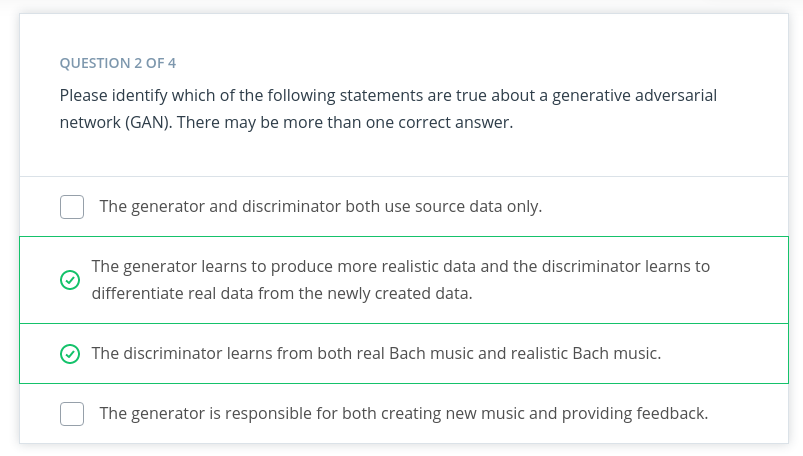 QUESTION 2 OF 4
Please identify which of the following statements are true about a generative adversarial
network (GAN). There may be more than one correct answer.
The generator and discriminator both use source data only.
The generator learns to produce more realistic data and the discriminator learns to
differentiate real data from the newly created data.
The discriminator learns from both real Bach music and realistic Bach music.
The generator is responsible for both creating new music and providing feedback.